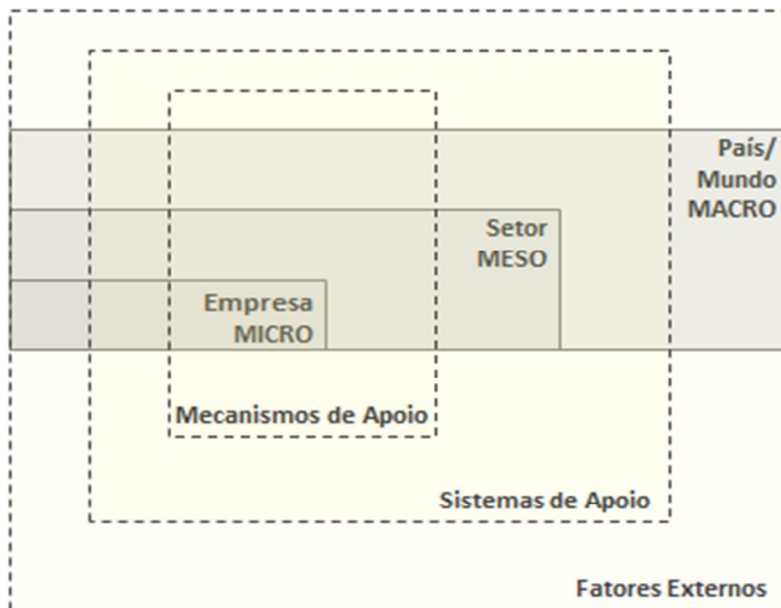 País/
Mundo
MACRO
Setor
MESO
Empresa
MICRO
Mecanismos de Apoio
Sistemas de Apoio
Fatores Externos